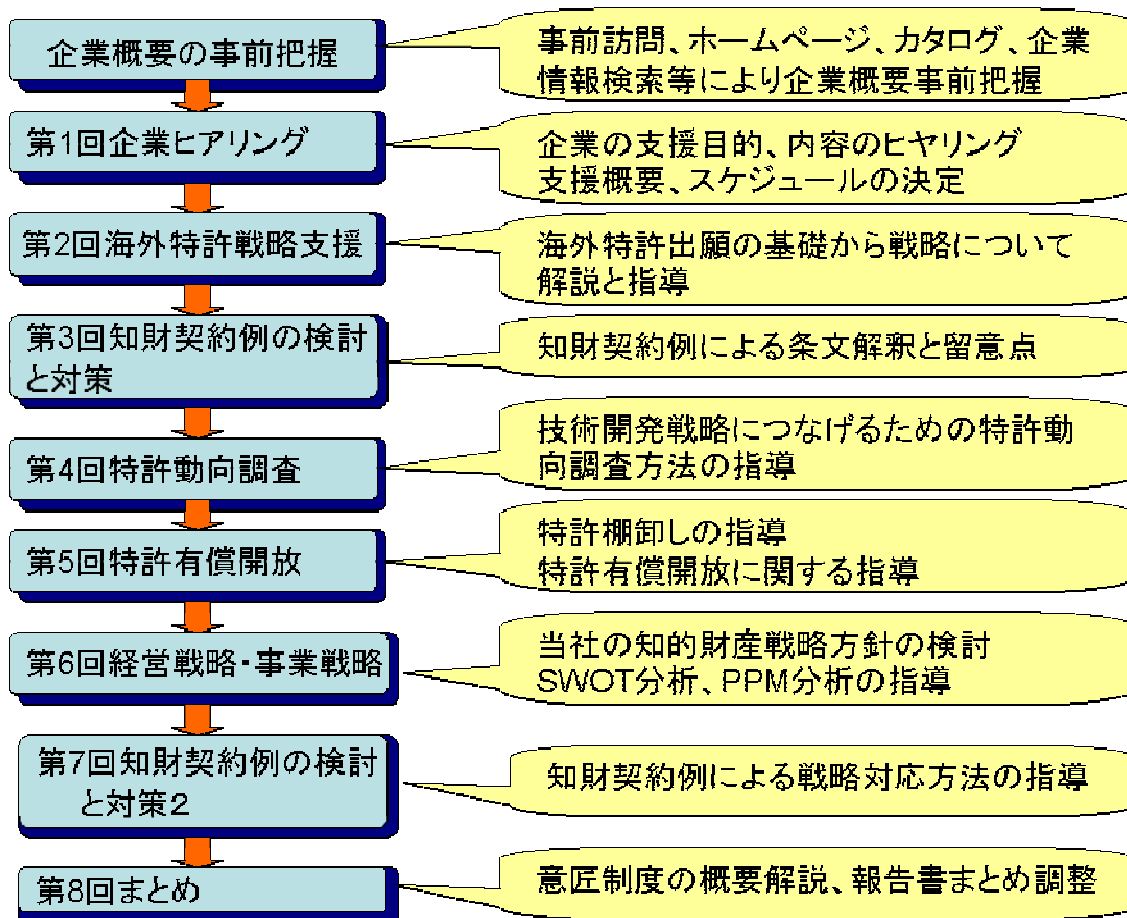 企業概要の事前把握
事前訪問、ホームページ、カタログ、企業
情報検索等により企業概要事前把握
第1回企業ヒアリング
企業の支援目的、内容のヒヤリング
支援概要、スケジュールの決定
第2回海外特許戦略支援
海外特許出願の基礎から戦略について
解説と指導
第3回知財契約例の検討
と対策
知財契約例による条文解釈と留意点
第4回特許動向調査
技術開発戦略につなげるための特許動
向調査方法の指導
第5回特許有償開放
特許棚卸しの指導
特許有償開放に関する指導
第6回経営戦略・事業戦略
当社の知的財産戦略方針の検討
SWOT分析、PPM分析の指導
第7回知財契約例の検討
と対策2
知財契約例による戦略対応方法の指導
第8回まとめ
意匠制度の概要解説、報告書まとめ調整